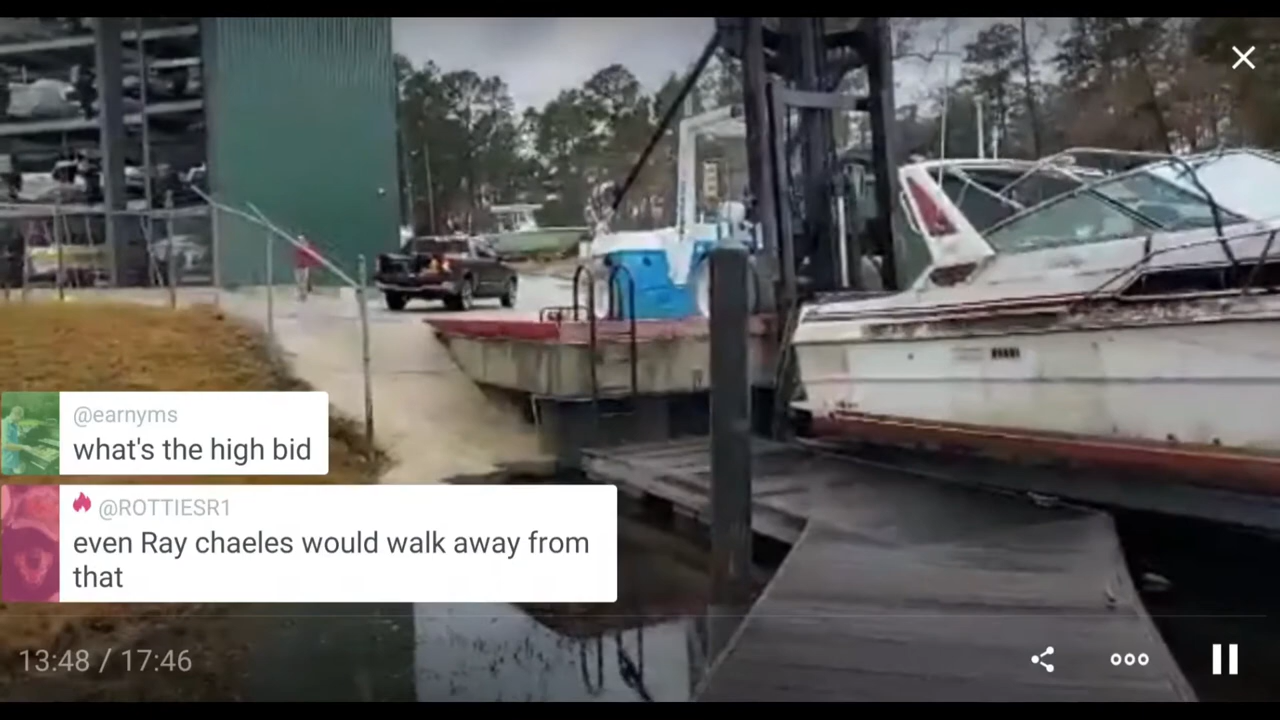 @earnyms
what's the high bid
@ROTTIESR1
even Ray chaeles would walk away from
that
13:48 / 17:46